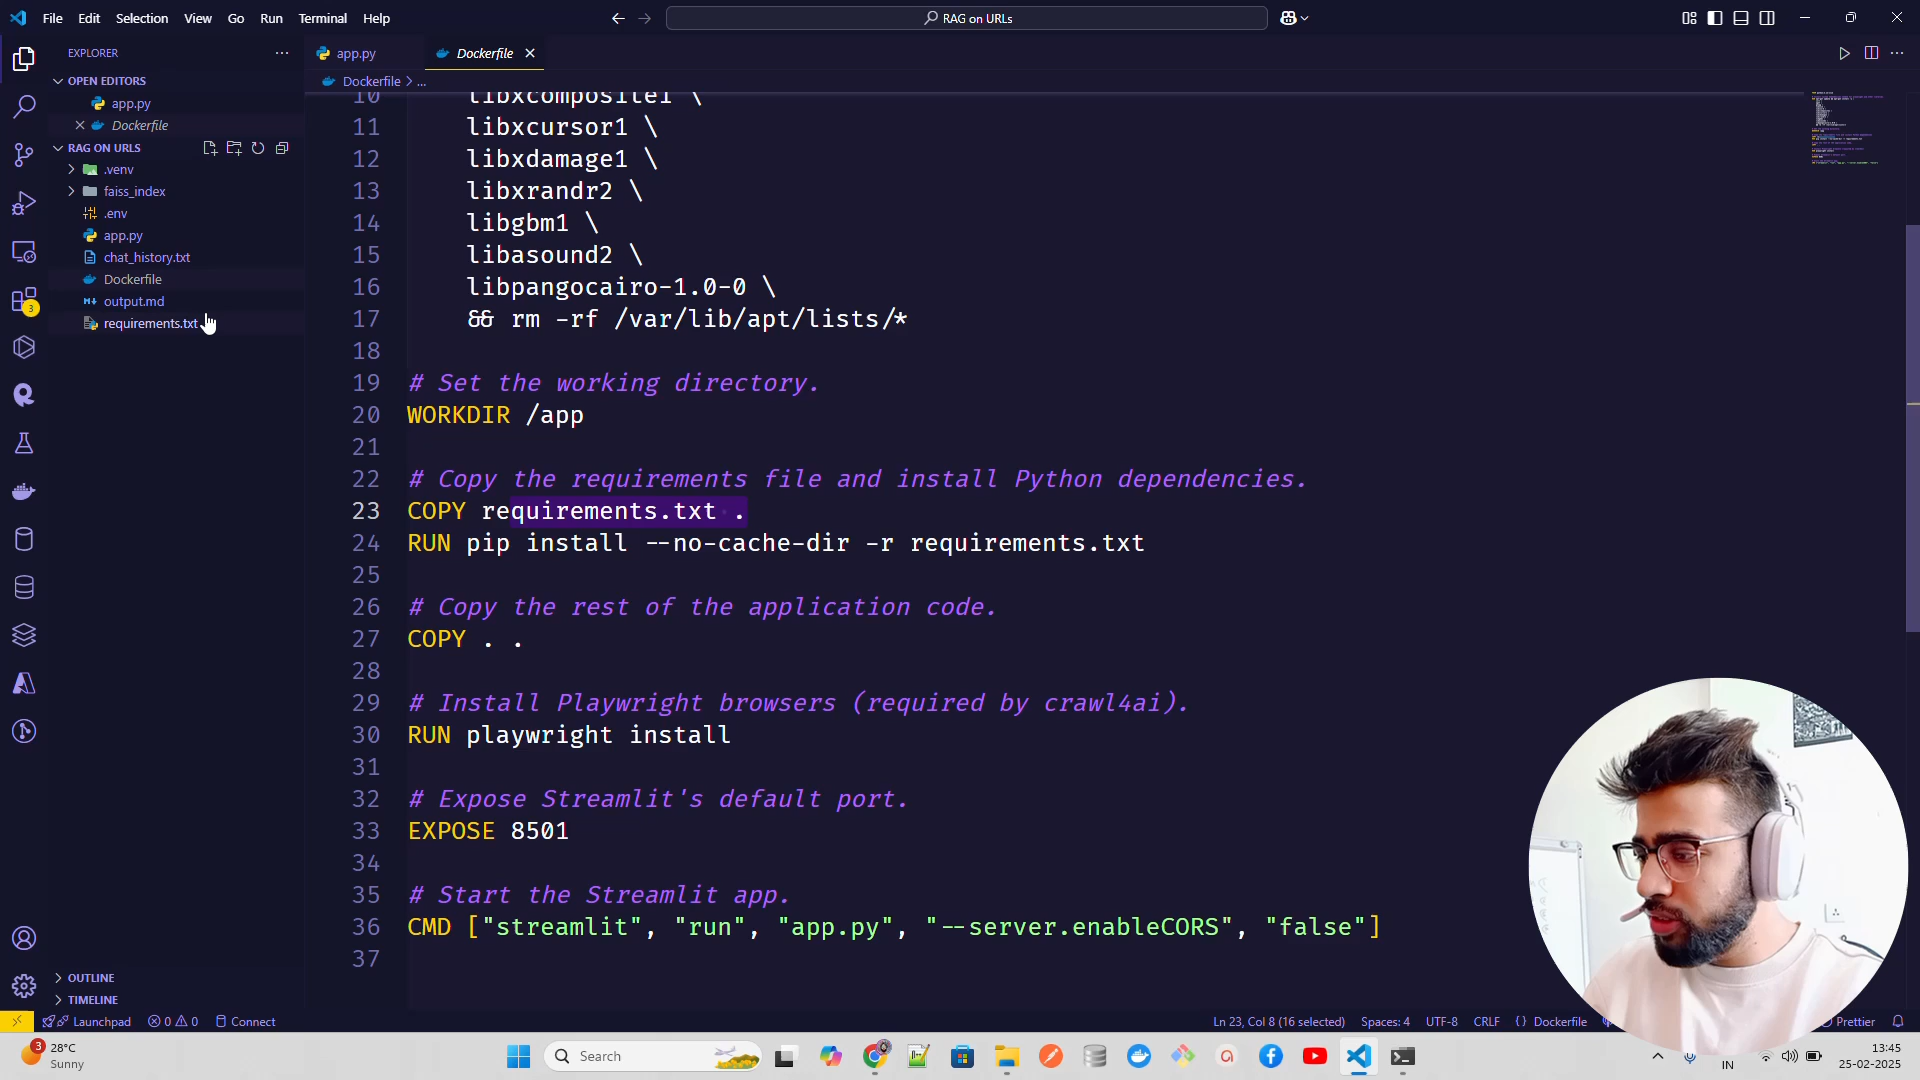 File Edit Selection View Go Run Terminal Help
RAG on URLs
EXPLORER
OPEN EDITORS
app.py
Dockerfile
RAG ON URLS
.venv
faiss_index
.env
app.py
chat_history.txt
Dockerfile
output.md
requirements.txt
OUTLINE
TIMELINE
app.py Dockerfile
Dockerfile > ...
10 libxcomposite1 \
11 libxcursor1 \
12 libxdamage1 \
13 libxrandr2 \
14 libgbm1 \
15 libasound2 \
16 libpangocairo-1.0-0 \
17 && rm -rf /var/lib/apt/lists/*
18
19 # Set the working directory.
20 WORKDIR /app
21
22 # Copy the requirements file and install Python dependencies.
23 COPY requirements.txt .
24 RUN pip install --no-cache-dir -r requirements.txt
25
26 # Copy the rest of the application code.
27 COPY . .
28
29 # Install Playwright browsers (required by crawl4ai).
30 RUN playwright install
31
32 # Expose Streamlit's default port.
33 EXPOSE 8501
34
35 # Start the Streamlit app.
36 CMD ["streamlit", "run", "app.py", "--server.enableCORS", "false"]
37
3
Launchpad 0 0 Connect
Ln 23, Col 8 (16 selected) Spaces: 4 UTF-8 CRLF {} Dockerfile Prettier
3
28°C
Sunny
Search
IN
13:45
25-02-2025